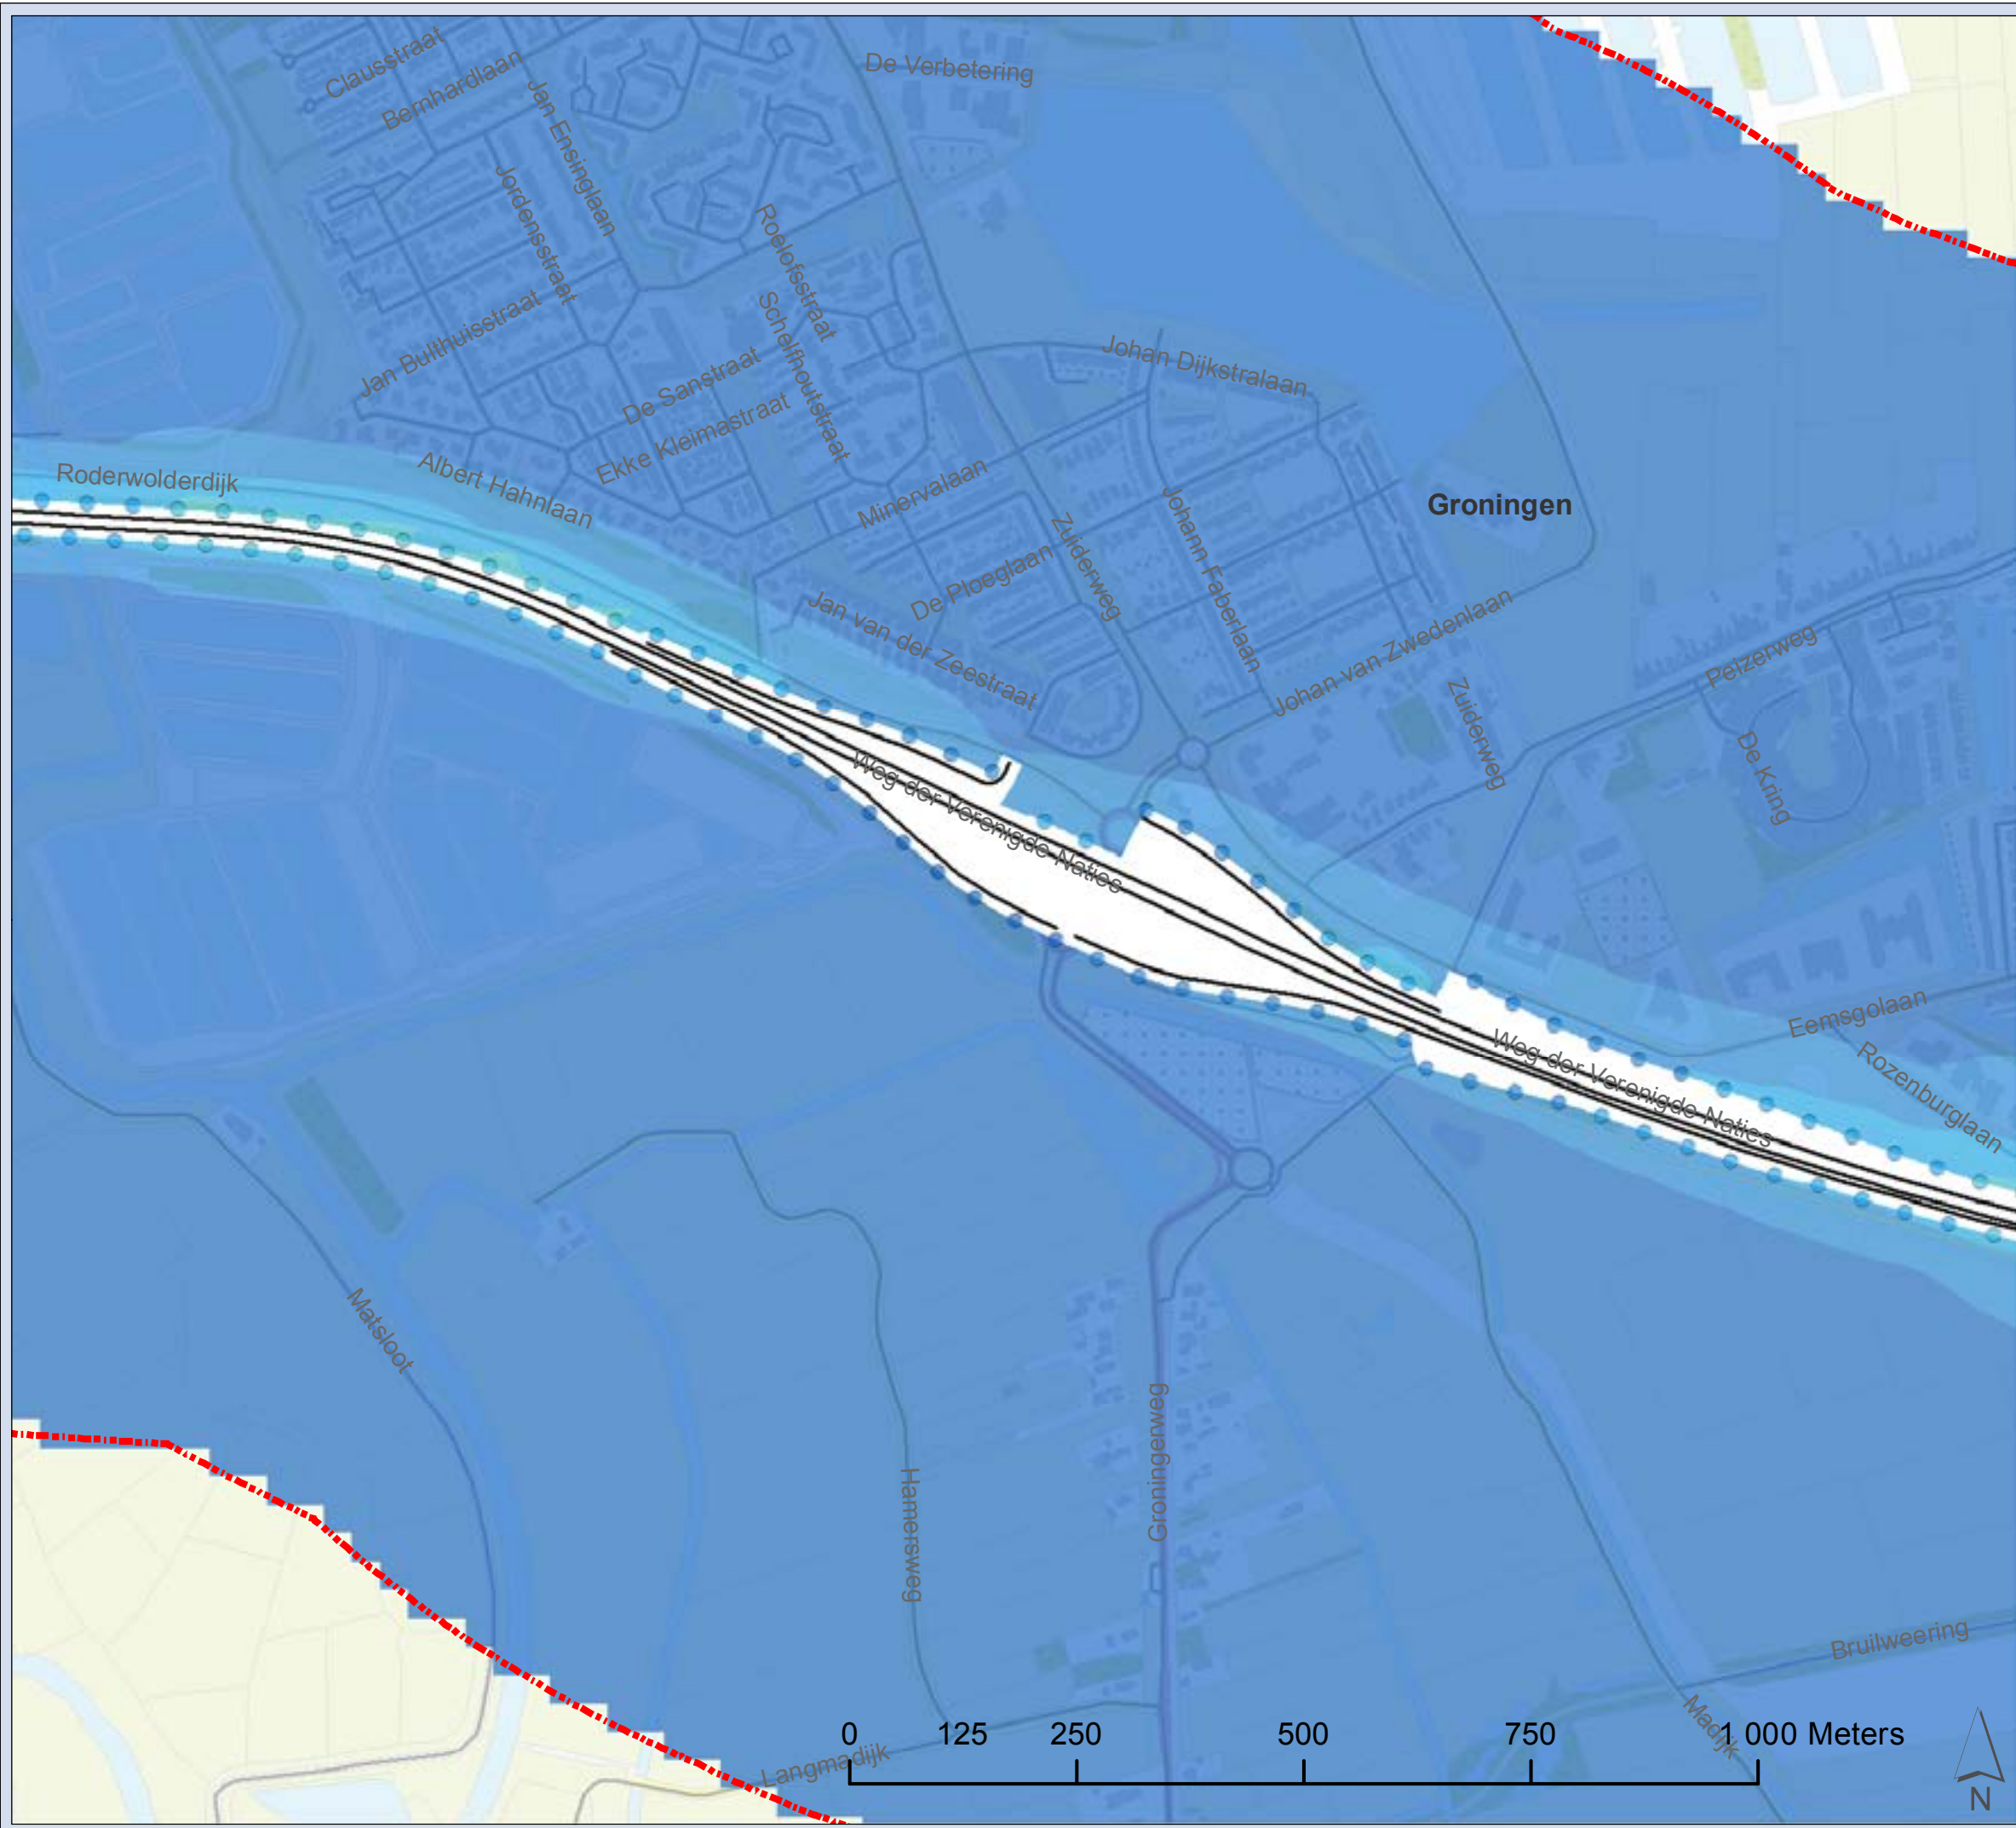 Clausstraat
Bernhardlaan
De Verbetering
Jan Ensinglaan
Jordensstraat
Roelofsstraat
Jan Bulthuisstraat
Schelfhoutstraat
De Sanstraat
Johan Dijkstralaan
Ekke Kleimastraat
Roderwolderdijk
Albert Hahnlaan
Minervalaan
Groningen
Zuiderweg
Johann Faberlaan
De Ploeglaan
Jan van der Zeestraat
Johan van Zwedenlaan
Pelzerweg
Zuiderweg
De Kring
Weg der Verenigde Naties
Eemsgolaan
Weg der Verenigde Naties
Rozenburglaan
Matsloot
Groningerweg
Hamersweg
Bruilweering
Madijk
Langmadijk
0 125 250 500 750 1 000 Meters
N